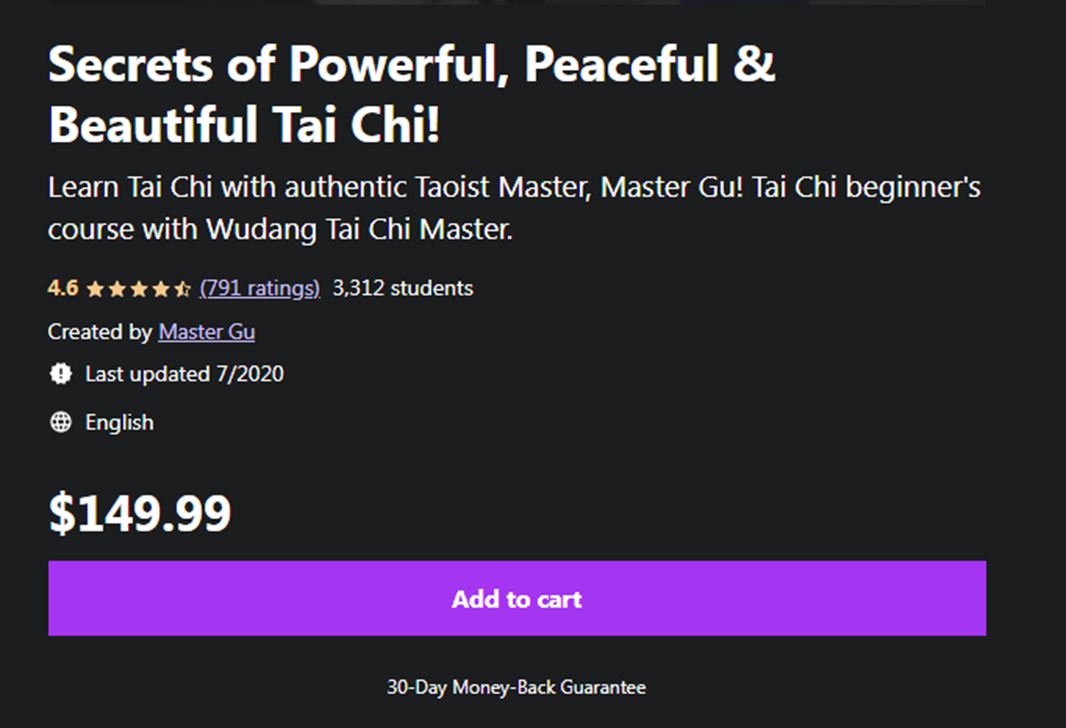 Secrets of Powerful, Peaceful &
Beautiful Tai Chi!
Learn Tai Chi with authentic Taoist Master, Master Gu! Tai Chi beginner's
course with Wudang Tai Chi Master.
4.6 (791 ratings) 3,312 students
Created by Master Gu
Last updated 7/2020
English
$149.99
Add to cart
30-Day Money-Back Guarantee